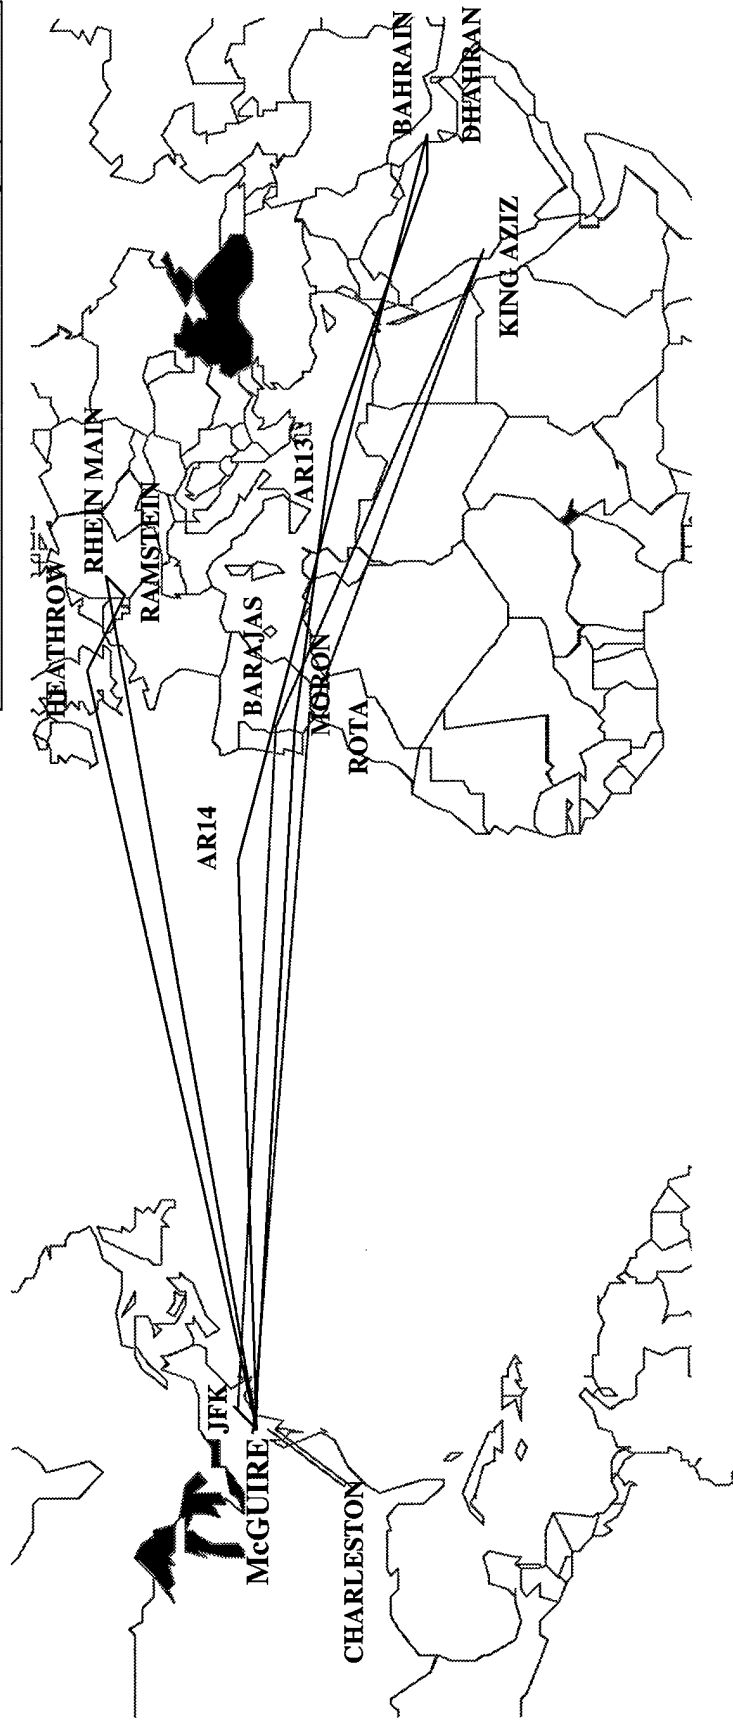 HEATHROW
RHEIN MAIN
RAMSTEIN
BARAJAS
MORON
ROTA
AR13
AR14
BAHRAIN
DHAHRAN
KING AZIZ
JFK
McGUIRE
CHARLESTON